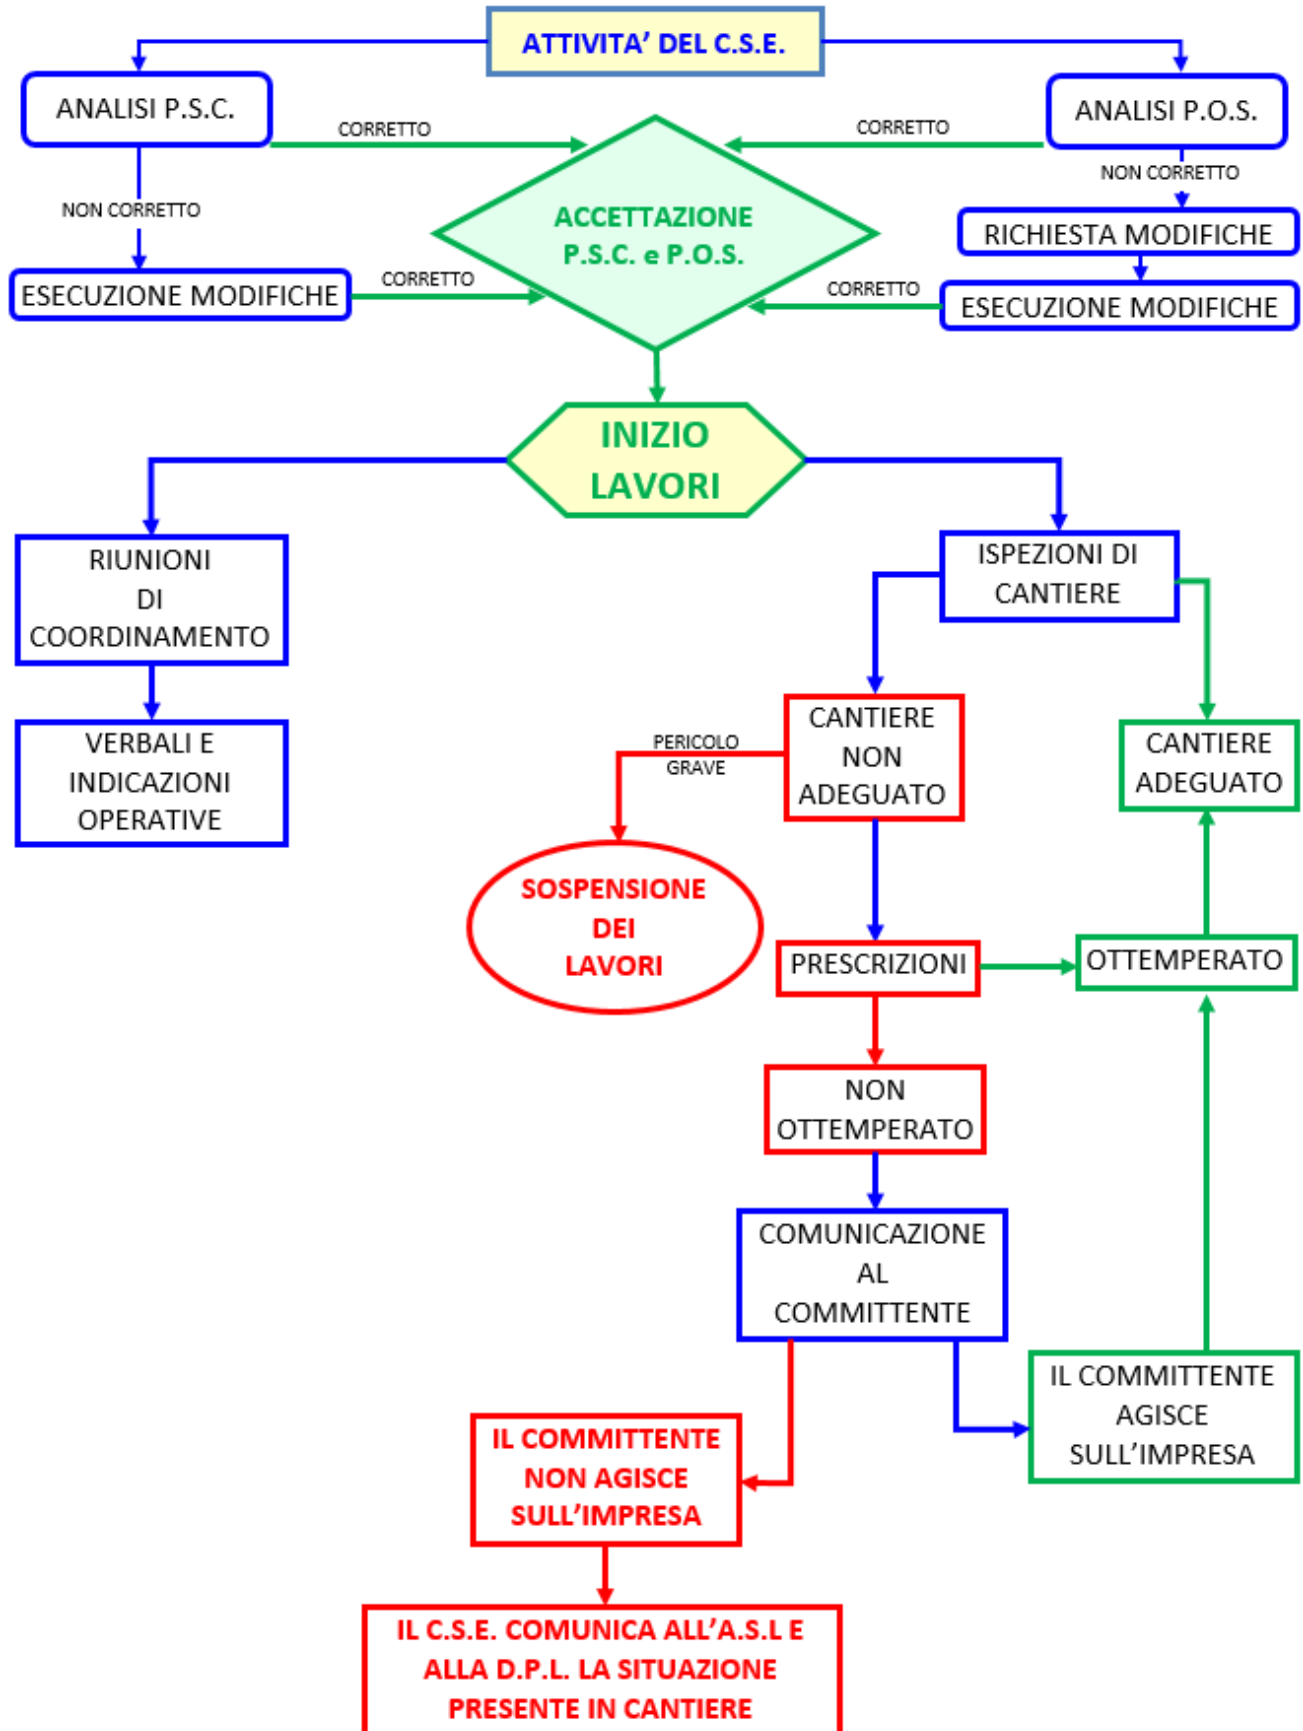 ATTIVITA’ DEL C.S.E.
ANALISI P.S.C.
ANALISI P.O.S.
CORRETTO
CORRETTO
NON CORRETTO
NON CORRETTO
ACCETTAZIONE
P.S.C. e P.O.S.
RICHIESTA MODIFICHE
ESECUZIONE MODIFICHE
CORRETTO
CORRETTO
ESECUZIONE MODIFICHE
INIZIO
LAVORI
RIUNIONI
DI
COORDINAMENTO
VERBALI E
INDICAZIONI
OPERATIVE
ISPEZIONI DI
CANTIERE
CANTIERE
NON
ADEGUATO
CANTIERE
ADEGUATO
PERICOLO
GRAVE
SOSPENSIONE
DEI
LAVORI
PRESCRIZIONI
OTTEMPERATO
NON
OTTEMPERATO
COMUNICAZIONE
AL
COMMITTENTE
IL COMMITTENTE
AGISCE
SULL’IMPRESA
IL COMMITTENTE
NON AGISCE
SULL’IMPRESA
IL C.S.E. COMUNICA ALL’A.S.L E
ALLA D.P.L. LA SITUAZIONE
PRESENTE IN CANTIERE